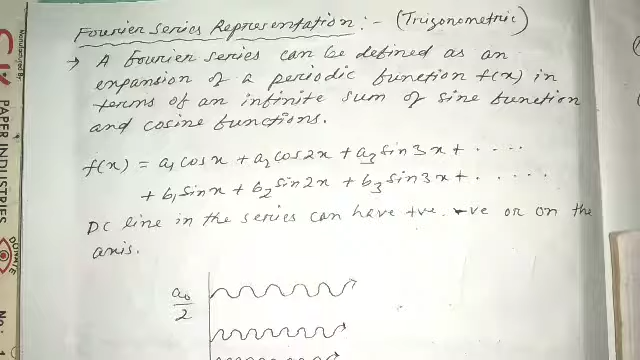 Fourier Series Representation :- (Trigonometric)
→ A fourier series can be defined as an
expansion of a periodic function f(x) in
terms of an infinite sum of sine function
and cosine functions.
f(x) = a₁ cos x + a₂ cos 2x + a₃ sin 3x + . . . .
+ b₁ sin x + b₂ sin 2x + b₃ sin 3x + . . . . .
DC line in the series can have +ve. -ve or on the
axis.
a₀/2
Manufactured By:
PAPER INDUSTRIES
No.